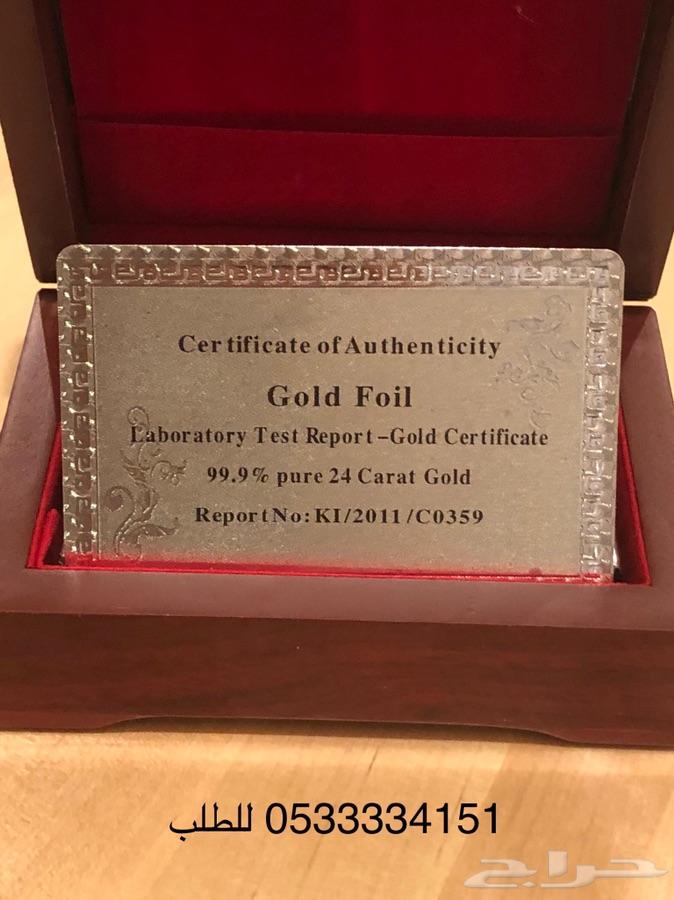 Certificate of Authenticity
Gold Foil
Laboratory Test Report-Gold Certificate
99.9% pure 24 Carat Gold
Report No: KI/2011/C0359
0533334151 للطلب
حراج